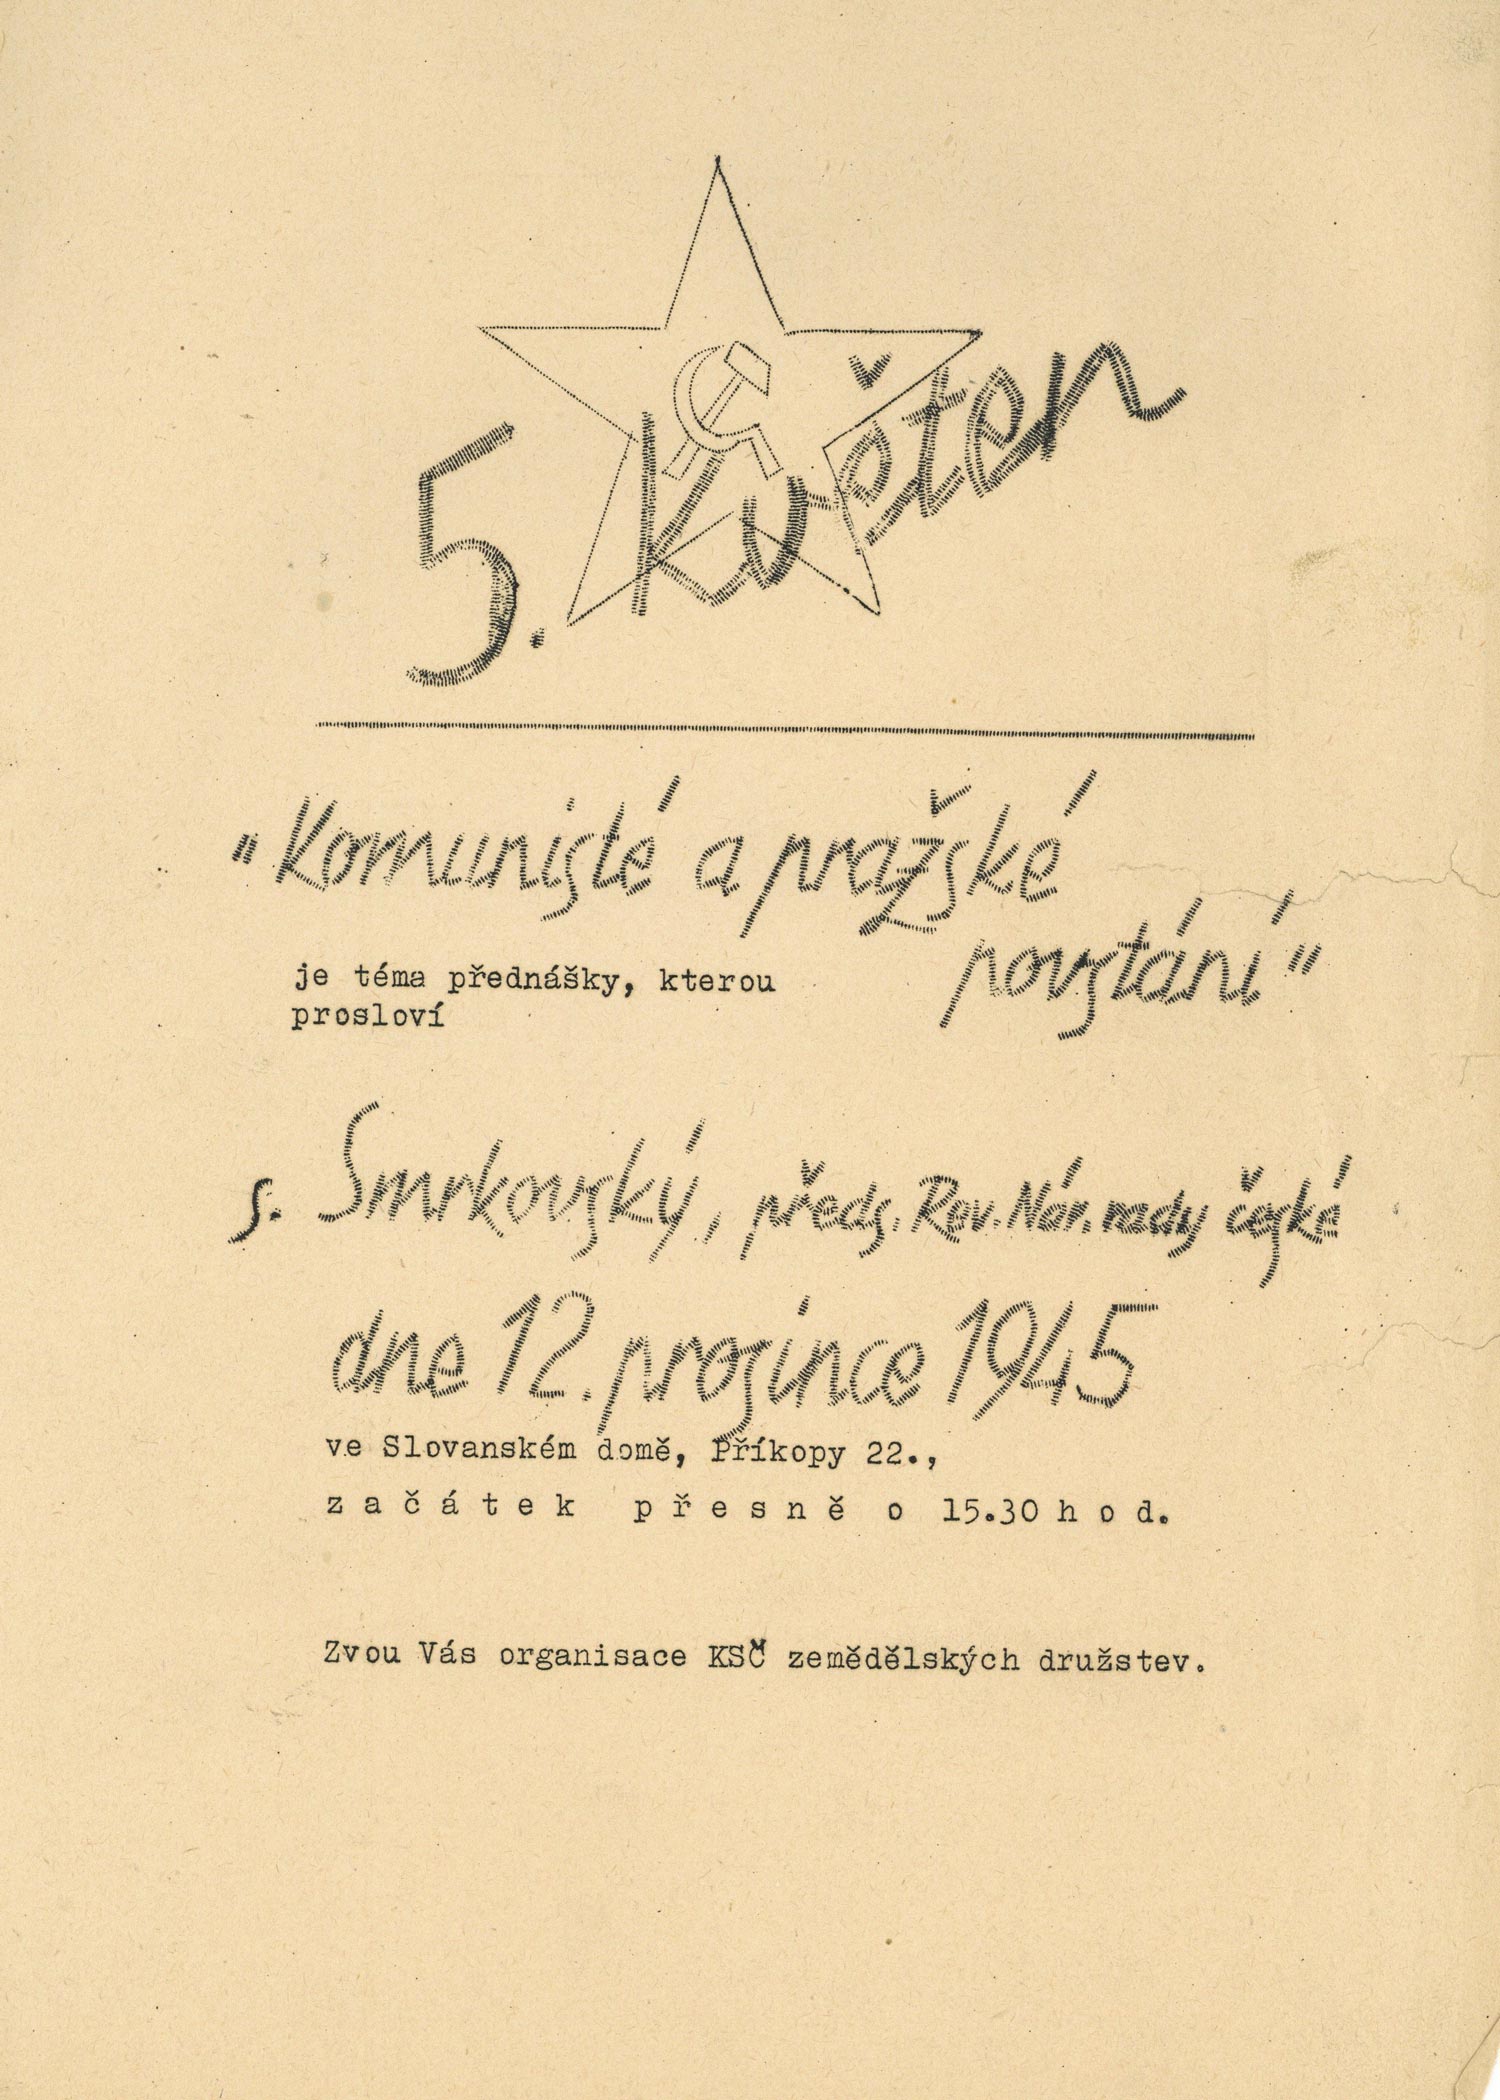 5. Květen
"Komunisté a pražské
povstání"
je téma přednášky, kterou
prosloví
s. Smrkovský, předs. Rev. Nár. rady české
dne 12. prosince 1945
ve Slovanském domě, Příkopy 22.,
začátek přesně o 15.30 hod.
Zvou Vás organisace KSČ zemědělských družstev.